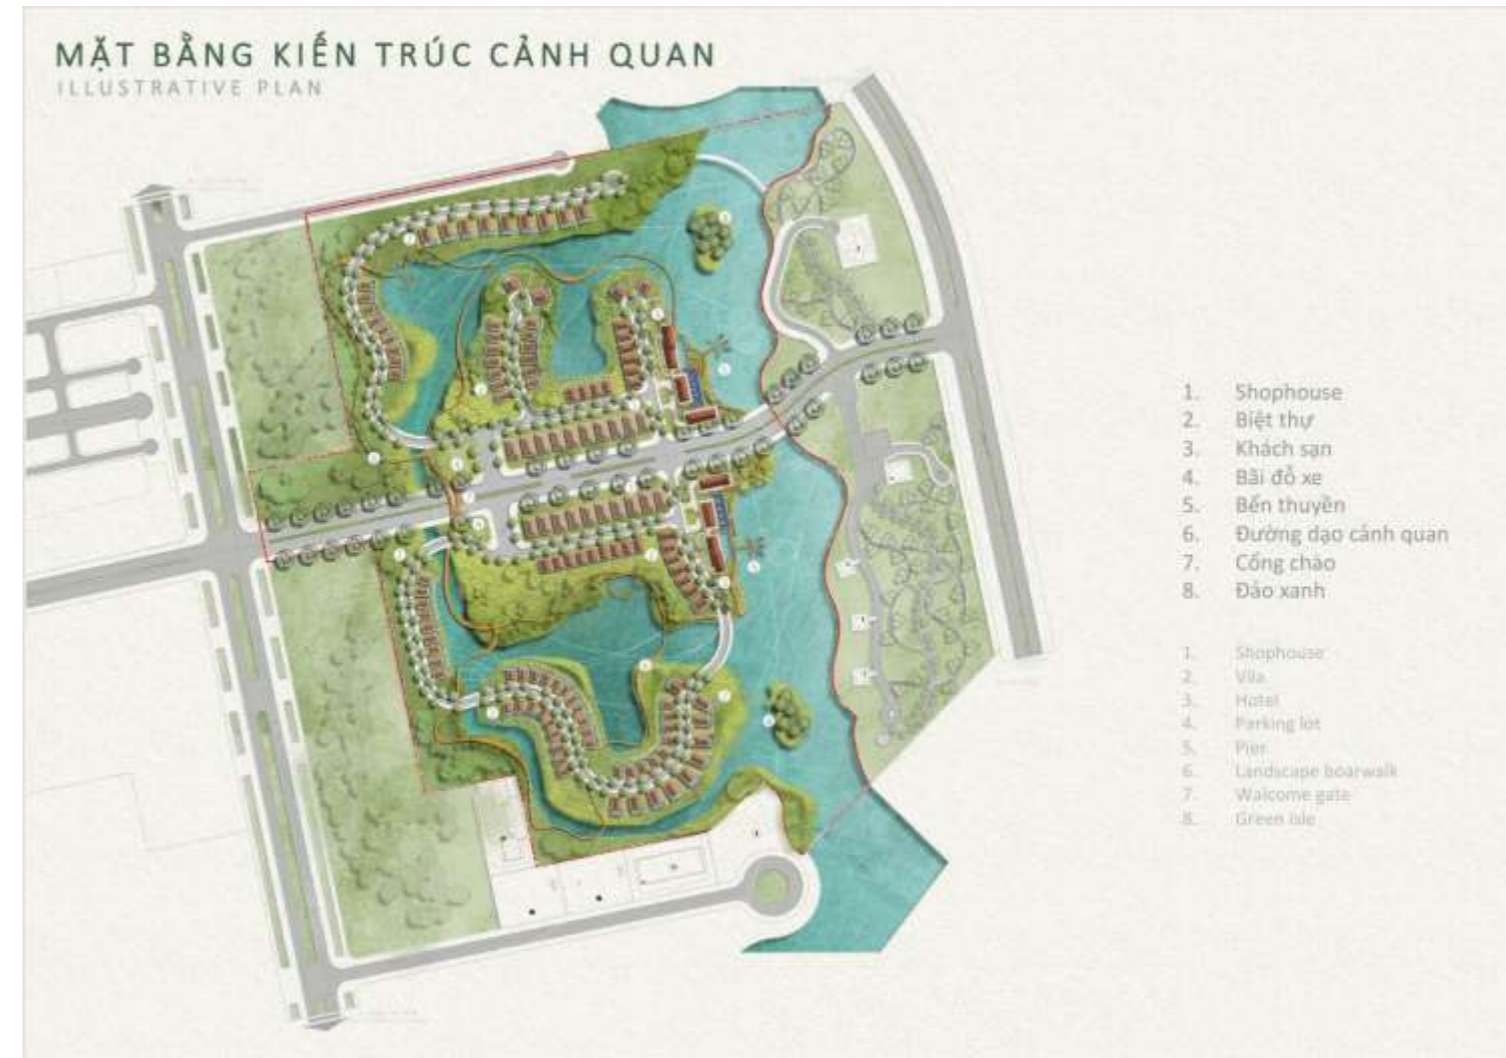 MẶT BẰNG KIẾN TRÚC CẢNH QUAN
ILLUSTRATIVE PLAN
1. Shophouse
2. Biệt thự
3. Khách sạn
4. Bãi đỗ xe
5. Bến thuyền
6. Đường dạo cảnh quan
7. Cổng chào
8. Đảo xanh
1. Shophouse
2. Vila
3. Hotel
4. Parking lot
5. Pier
6. Landscape boarwalk
7. Walcome gate
8. Green isle